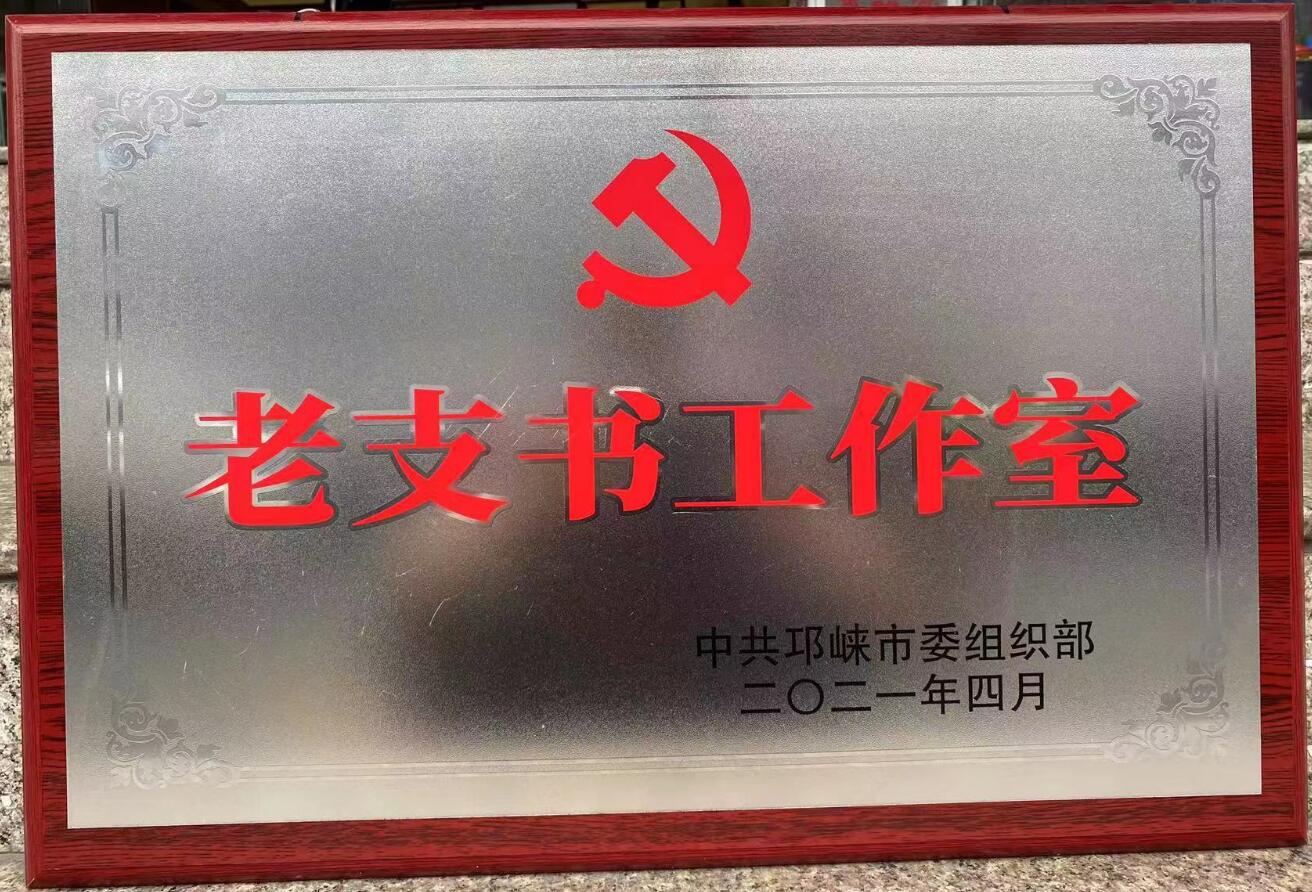 老支书工作室
中共邛崃市委组织部
二〇二一年四月